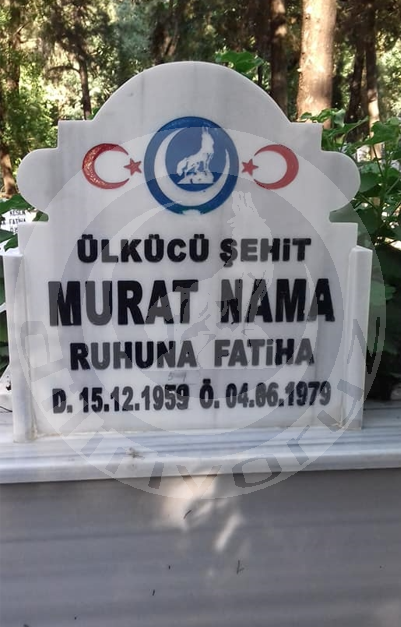 ÜLKÜCÜ ŞEHİT
MURAT NAMA
RUHUNA FATİHA
D. 15.12.1959 Ö. 04.06.1979